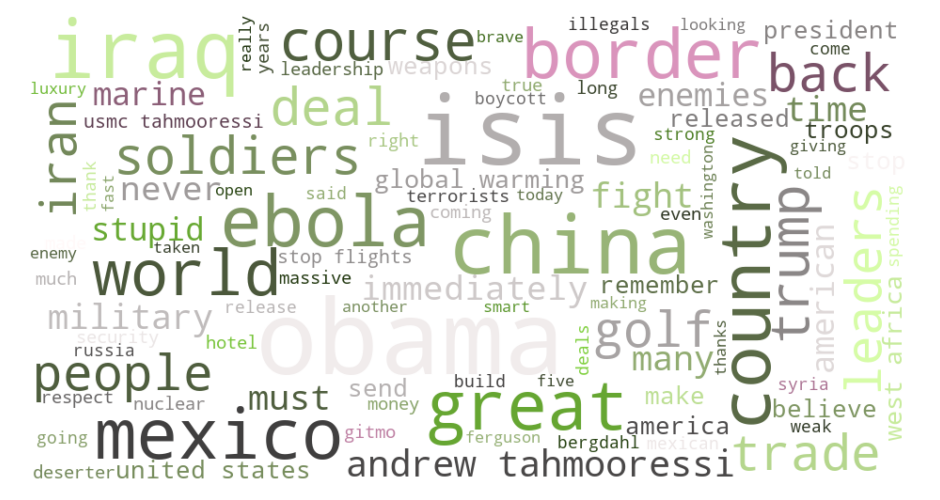 iraq
really
years
course
brave
border
illegals
looking
president
come
back
leadership
weapons
luxury
marine
usmc tahmooressi
deal
true
boycott
long
enemies
released
time
troops
giving
iran
isis
right
strong
soldiers
thank
fast
never
open
said
global warming
terrorists
today
coming
fight
need
even
washington
country
trump
told
stop
american
leaders
spending
west africa
stupid
taken
ebola
china
enemy
much
world
stop flights
massive
immediately
remember
military
release
another
smart
making
security
hotel
obama
deals
golf
many
thanks
russia
people
respect
nuclear
must
send
money
build
five
great
make
syria
believe
weak
going
mexico
gitmo
ferguson
bergdahl
america
mexican
deserter
united states
andrew tahmooressi
trade